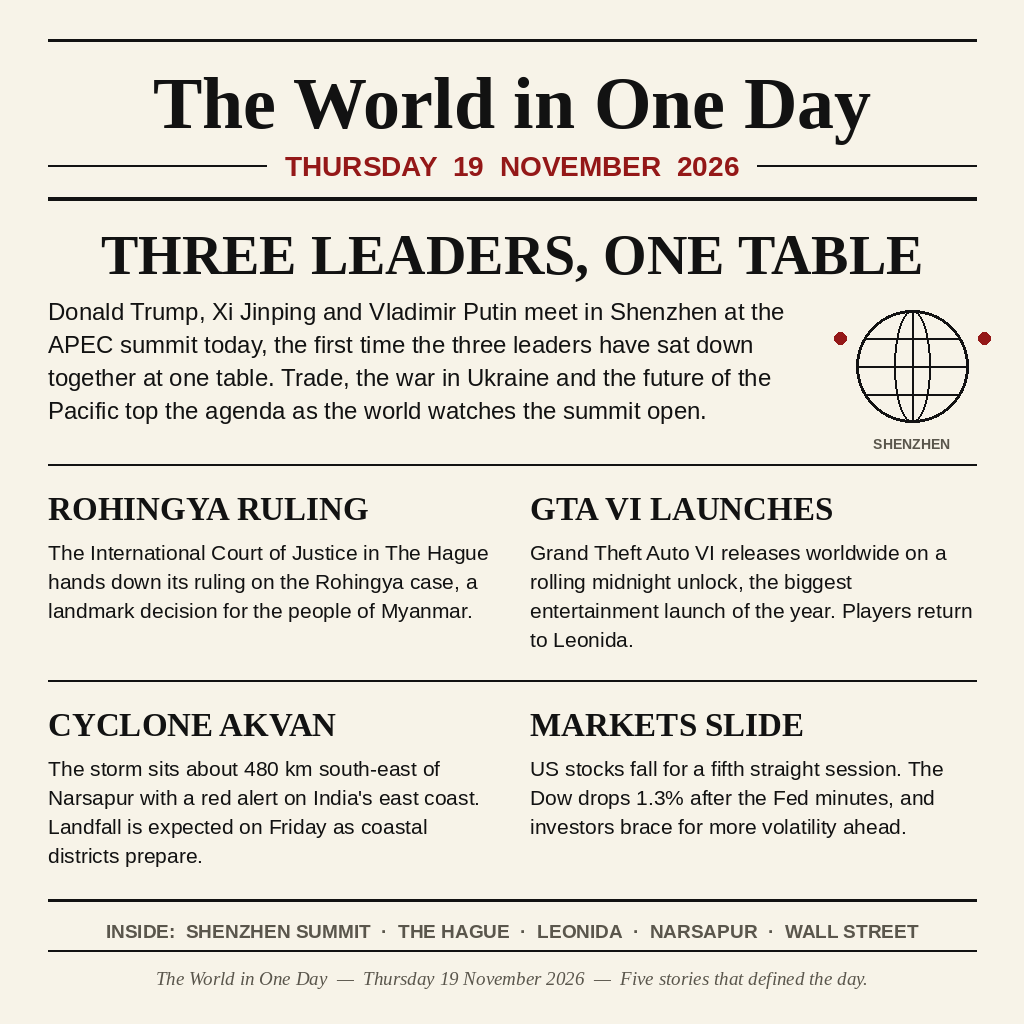 The World in One Day
THURSDAY 19 NOVEMBER 2026
THREE LEADERS, ONE TABLE
Donald Trump, Xi Jinping and Vladimir Putin meet in Shenzhen at the
APEC summit today, the first time the three leaders have sat down
together at one table. Trade, the war in Ukraine and the future of the
Pacific top the agenda as the world watches the summit open.
SHENZHEN
ROHINGYA RULING
The International Court of Justice in The Hague
hands down its ruling on the Rohingya case, a
landmark decision for the people of Myanmar.
GTA VI LAUNCHES
Grand Theft Auto VI releases worldwide on a
rolling midnight unlock, the biggest
entertainment launch of the year. Players return
to Leonida.
CYCLONE AKVAN
The storm sits about 480 km south-east of
Narsapur with a red alert on India's east coast.
Landfall is expected on Friday as coastal
districts prepare.
MARKETS SLIDE
US stocks fall for a fifth straight session. The
Dow drops 1.3% after the Fed minutes, and
investors brace for more volatility ahead.
INSIDE: SHENZHEN SUMMIT · THE HAGUE · LEONIDA · NARSAPUR · WALL STREET
The World in One Day — Thursday 19 November 2026 — Five stories that defined the day.